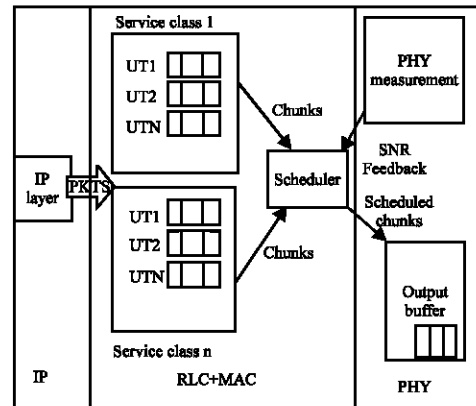 Service class 1
UT1
UT2
UTN
Chunks
PHY
measurement
SNR
Feedback
IP
layer
PKTS
Scheduler
Scheduled
chunks
UT1
UT2
UTN
Chunks
Output
buffer
Service class n
IP
RLC+MAC
PHY